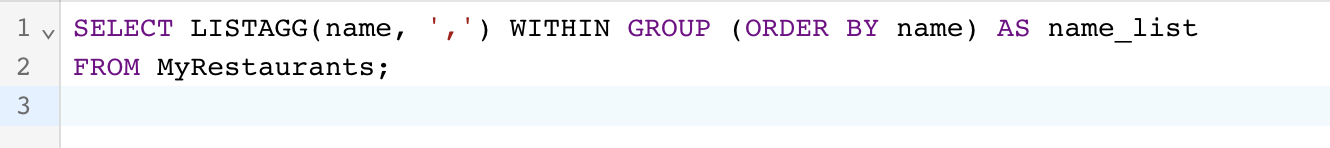 1 SELECT LISTAGG(name, ',') WITHIN GROUP (ORDER BY name) AS name_list
2 FROM MyRestaurants;
3